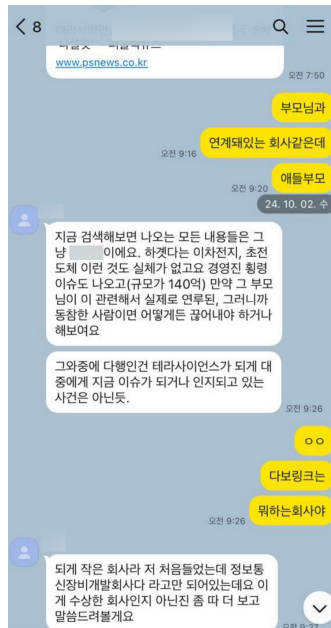 8
www.psnews.co.kr
오전 7:50
부모님과
연계돼있는 회사같은데
오전 9:16
애들부모
오전 9:20
24. 10. 02. 수
지금 검색해보면 나오는 모든 내용들은 그
냥 이에요. 하겟다는 이차전지, 초전
도체 이런 것도 실체가 없고요 경영진 횡령
이슈도 나오고(규모가 140억) 만약 그 부모
님이 이 관련해서 실제로 연루된, 그러니까
동참한 사람이면 어떻게든 끊어내야 하거나
해보여요
그와중에 다행인건 테라사이언스가 되게 대
중에게 지금 이슈가 되거나 인지되고 있는
사건은 아닌듯.
오전 9:26
ㅇㅇ
다보링크는
뭐하는회사야
오전 9:26
되게 작은 회사라 저 처음들었는데 정보통
신장비개발회사다 라고만 되어있는데요 이
게 수상한 회사인지 아닌진 좀 따 더 보고
말씀드려볼게요
오전 9:27